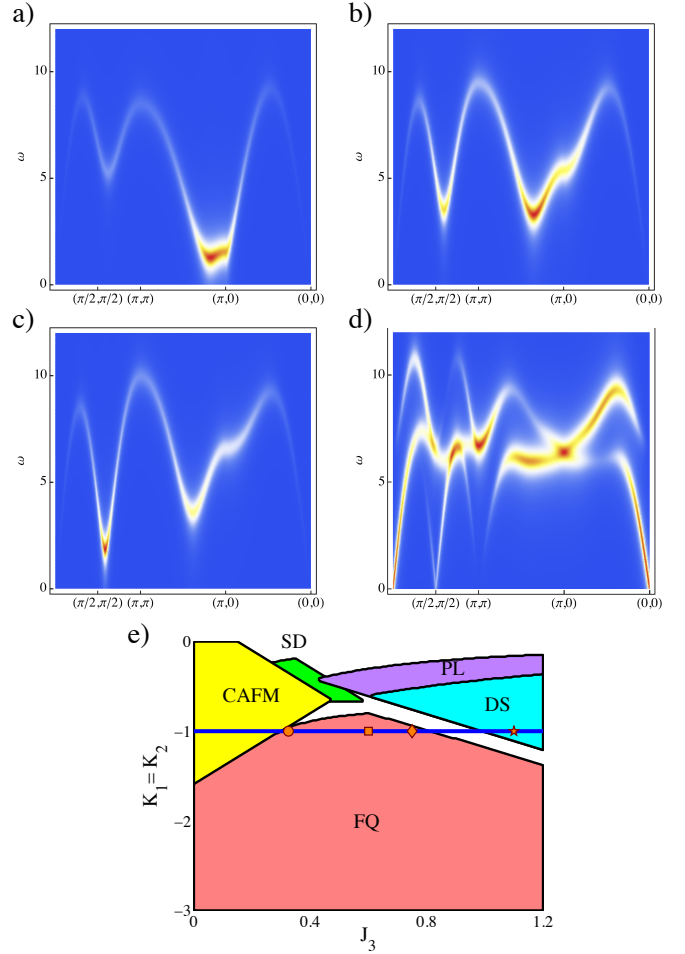 a)
b)
10
ω
5
0
(π/2,π/2) (π,π) (π,0) (0,0)
10
ω
5
0
(π/2,π/2) (π,π) (π,0) (0,0)
c)
d)
10
ω
5
0
(π/2,π/2) (π,π) (π,0) (0,0)
10
ω
5
0
(π/2,π/2) (π,π) (π,0) (0,0)
e)
SD
0
PL
CAFM
DS
-1
K₁ = K₂
FQ
-2
-3
0 0.4 0.8 1.2
J₃